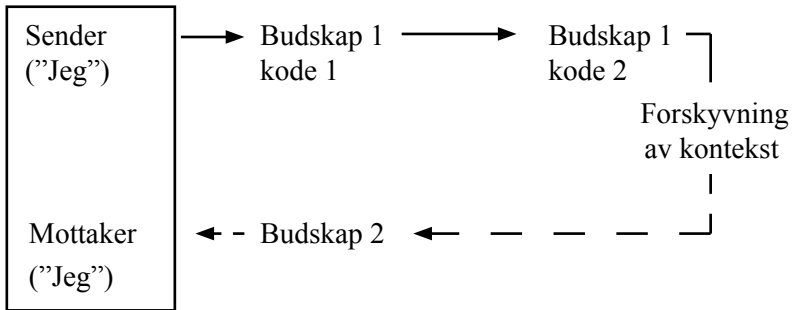 Sender
("Jeg")
Budskap 1
kode 1
Budskap 1
kode 2
Forskyvning
av kontekst
Mottaker
("Jeg")
Budskap 2